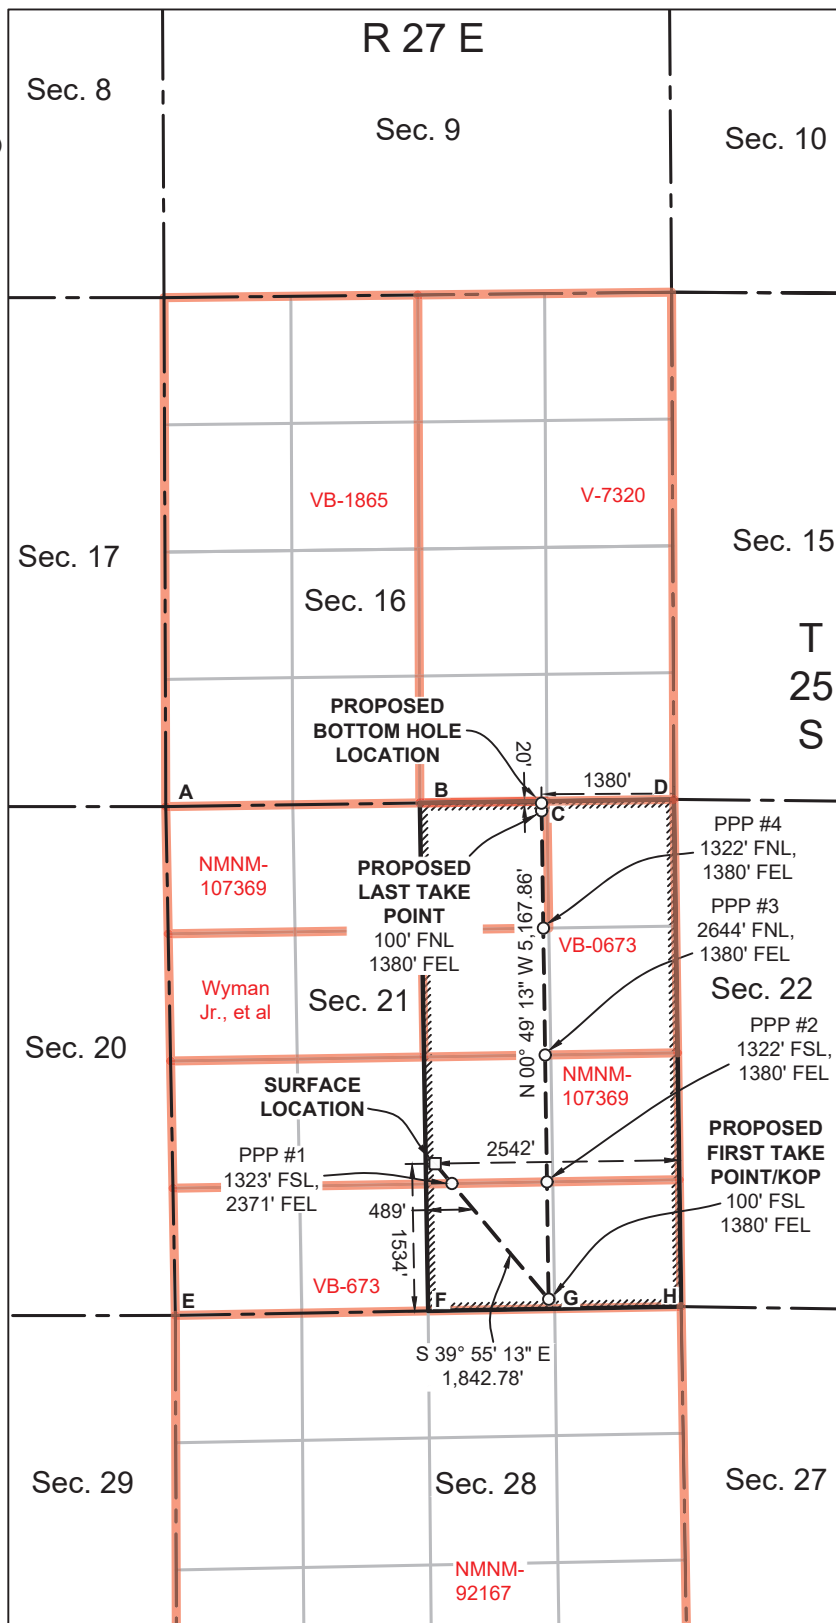 R 27 E
Sec. 8
Sec. 9
Sec. 10
VB-1865
V-7320
Sec. 17
Sec. 15
Sec. 16
T
25
S
PROPOSED
BOTTOM HOLE
LOCATION
20'
1380'
A
B
C
D
PPP #4
1322' FNL,
1380' FEL
NMNM-
107369
PROPOSED
LAST TAKE
POINT
100' FNL
1380' FEL
N 00° 49' 13" W 5,167.86'
PPP #3
2644' FNL,
1380' FEL
VB-0673
Wyman
Jr., et al
Sec. 21
Sec. 22
Sec. 20
PPP #2
1322' FSL,
1380' FEL
NMNM-
107369
SURFACE
LOCATION
PROPOSED
FIRST TAKE
POINT/KOP
100' FSL
1380' FEL
2542'
PPP #1
1323' FSL,
2371' FEL
489'
1534'
VB-673
E
F
G
H
S 39° 55' 13" E
1,842.78'
Sec. 29
Sec. 28
Sec. 27
NMNM-
92167